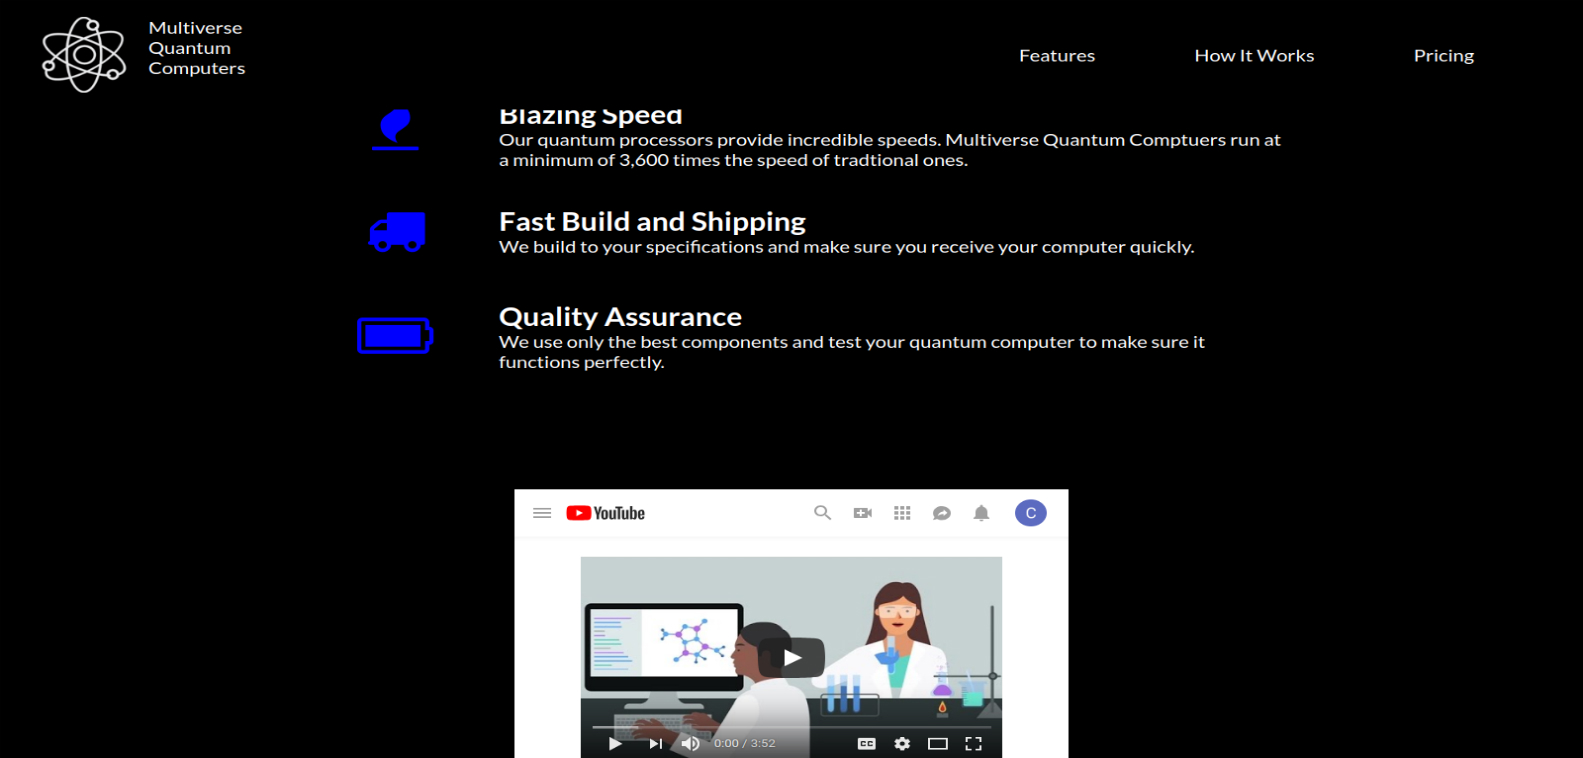 Multiverse
Quantum
Computers
Features
How It Works
Pricing
Blazing Speed
Our quantum processors provide incredible speeds. Multiverse Quantum Comptuers run at
a minimum of 3,600 times the speed of tradtional ones.
Fast Build and Shipping
We build to your specifications and make sure you receive your computer quickly.
Quality Assurance
We use only the best components and test your quantum computer to make sure it
functions perfectly.
YouTube
C
0:00 / 3:52
CC